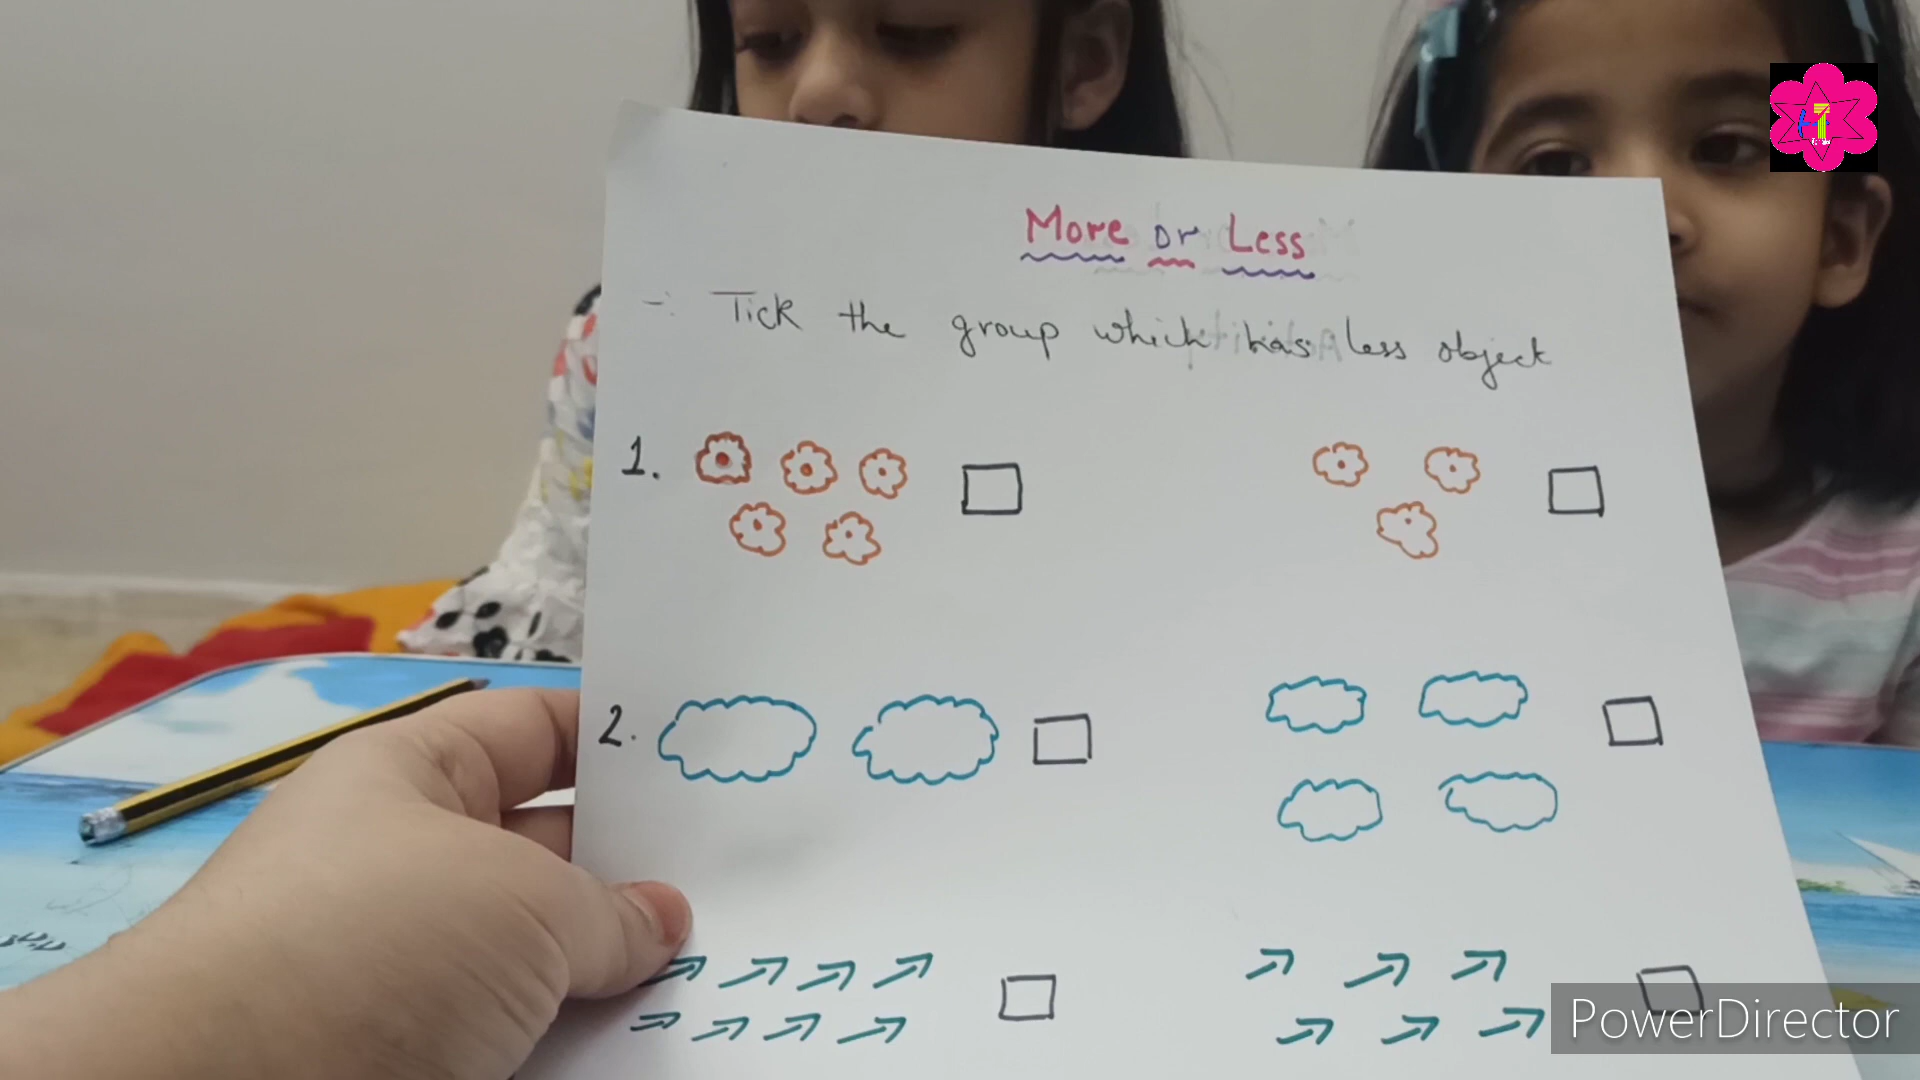 More or Less
-: Tick the group which has less object
1.
2.
PowerDirector